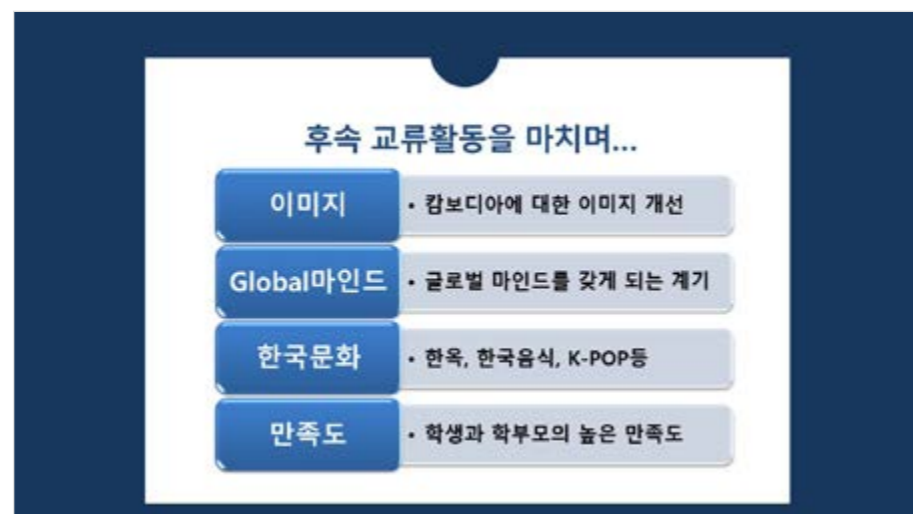 후속 교류활동을 마치며...
이미지
• 캄보디아에 대한 이미지 개선
Global마인드
• 글로벌 마인드를 갖게 되는 계기
한국문화
• 한옥, 한국음식, K-POP등
만족도
• 학생과 학부모의 높은 만족도